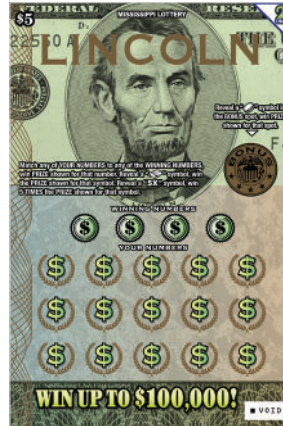 FEDERAL RESE
$5
MISSISSIPPI LOTTERY
2
D
22550 A
THE
LINCOLN
Reveal a symbol in
the BONUS spot, win PRIZE
shown for that spot.
F
BONUS
Match any of YOUR NUMBERS to any of the WINNING NUMBERS,
win PRIZE shown for that number. Reveal a symbol, win
the PRIZE shown for that symbol. Reveal a "5X" symbol, win
5 TIMES the PRIZE shown for that symbol.
WINNING NUMBERS
$ $ $ $
YOUR NUMBERS
$ $ $ $ $
$ $ $ $ $
$ $ $ $ $
WIN UP TO $100,000!
VOID